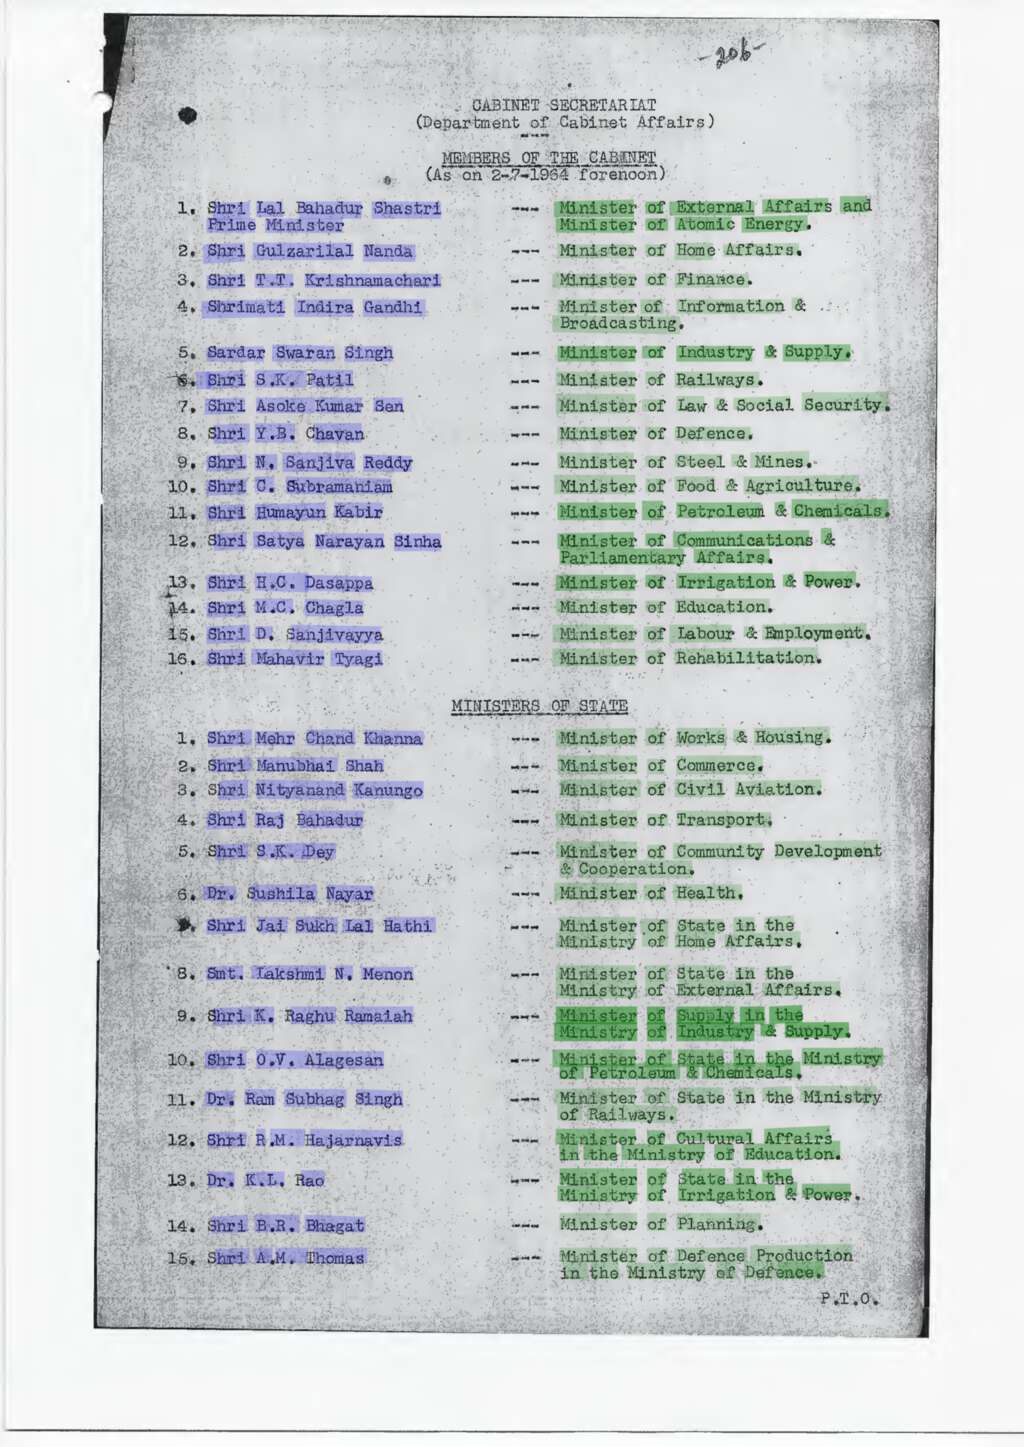 -206-
CABINET SECRETARIAT
(Department of Cabinet Affairs)
MEMBERS OF THE CABINET
(As on 2-7-1964 forenoon)
1. Shri Lal Bahadur Shastri --- Minister of External Affairs and
Prime Minister Minister of Atomic Energy.
2. Shri Gulzarilal Nanda --- Minister of Home Affairs.
3. Shri T.T. Krishnamachari --- Minister of Finance.
4. Shrimati Indira Gandhi --- Minister of Information &
Broadcasting.
5. Sardar Swaran Singh --- Minister of Industry & Supply.
6. Shri S.K. Patil --- Minister of Railways.
7. Shri Asoke Kumar Sen --- Minister of Law & Social Security.
8. Shri Y.B. Chavan --- Minister of Defence.
9. Shri N. Sanjiva Reddy --- Minister of Steel & Mines.
10. Shri C. Subramaniam --- Minister of Food & Agriculture.
11. Shri Humayun Kabir --- Minister of Petroleum & Chemicals.
12. Shri Satya Narayan Sinha --- Minister of Communications &
Parliamentary Affairs.
13. Shri H.C. Dasappa --- Minister of Irrigation & Power.
14. Shri M.C. Chagla --- Minister of Education.
15. Shri D. Sanjivayya --- Minister of Labour & Employment.
16. Shri Mahavir Tyagi --- Minister of Rehabilitation.
MINISTERS OF STATE
1. Shri Mehr Chand Khanna --- Minister of Works & Housing.
2. Shri Manubhai Shah --- Minister of Commerce.
3. Shri Nityanand Kanungo --- Minister of Civil Aviation.
4. Shri Raj Bahadur --- Minister of Transport.
5. Shri S.K. Dey --- Minister of Community Development
& Cooperation.
6. Dr. Sushila Nayar --- Minister of Health.
Shri Jai Sukh Lal Hathi --- Minister of State in the
Ministry of Home Affairs.
8. Smt. Lakshmi N. Menon --- Minister of State in the
Ministry of External Affairs.
9. Shri K. Raghu Ramaiah --- Minister of Supply in the
Ministry of Industry & Supply.
10. Shri O.V. Alagesan --- Minister of State in the Ministry
of Petroleum & Chemicals.
11. Dr. Ram Subhag Singh --- Minister of State in the Ministry
of Railways.
12. Shri R.M. Hajarnavis --- Minister of Cultural Affairs
in the Ministry of Education.
13. Dr. K.L. Rao --- Minister of State in the
Ministry of Irrigation & Power.
14. Shri B.R. Bhagat --- Minister of Planning.
15. Shri A.M. Thomas --- Minister of Defence Production
in the Ministry of Defence.
P.T.O.